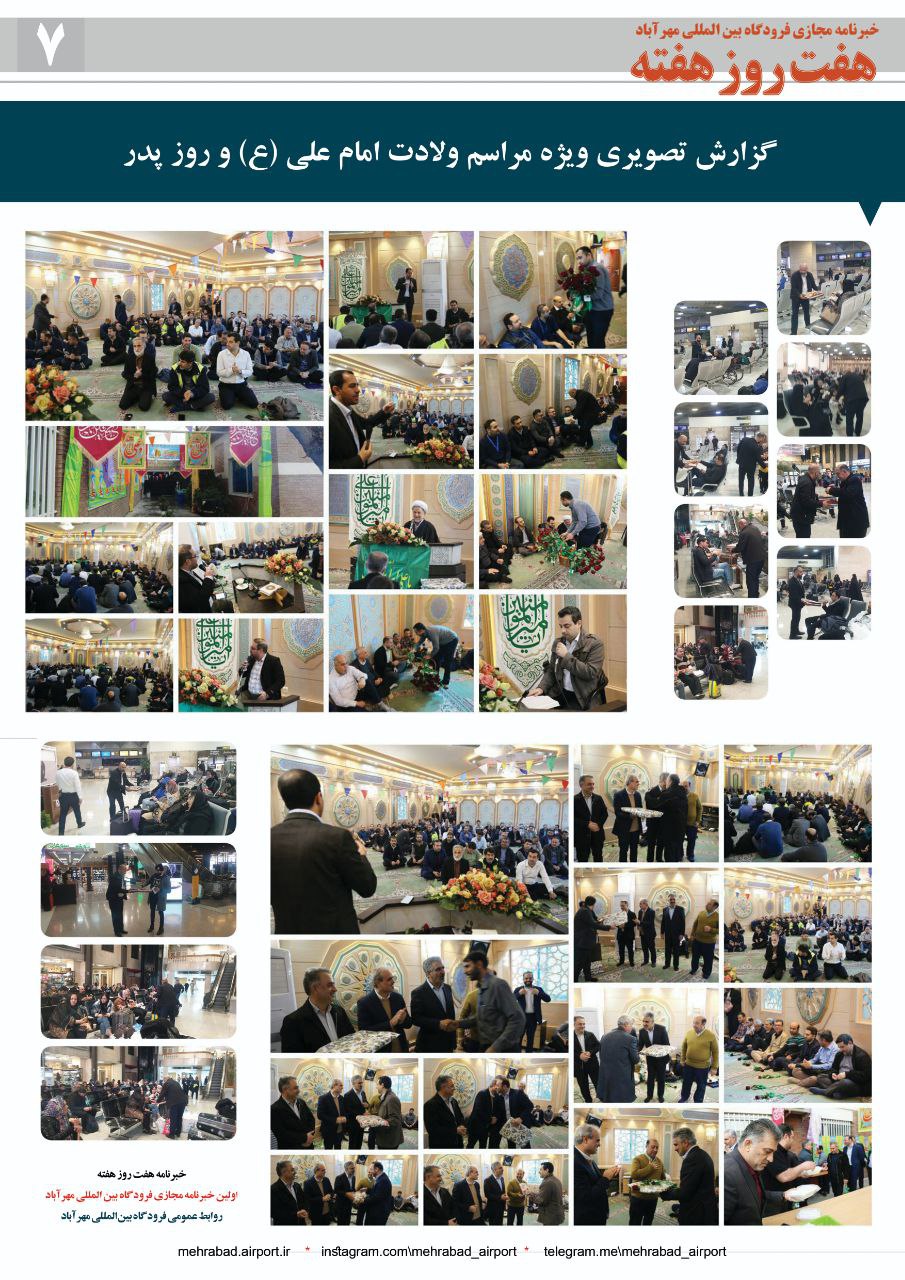 خبرنامه مجازی فرودگاه بین المللی مهرآباد
هفت روز هفته
۷
گزارش تصویری ویژه مراسم ولادت امام علی (ع) و روز پدر
خبرنامه هفت روز هفته
اولین خبرنامه مجازی فرودگاه بین المللی مهرآباد
روابط عمومی فرودگاه بین‌المللی مهرآباد
mehrabad.airport.ir * instagram.com\mehrabad_airport * telegram.me\mehrabad_airport